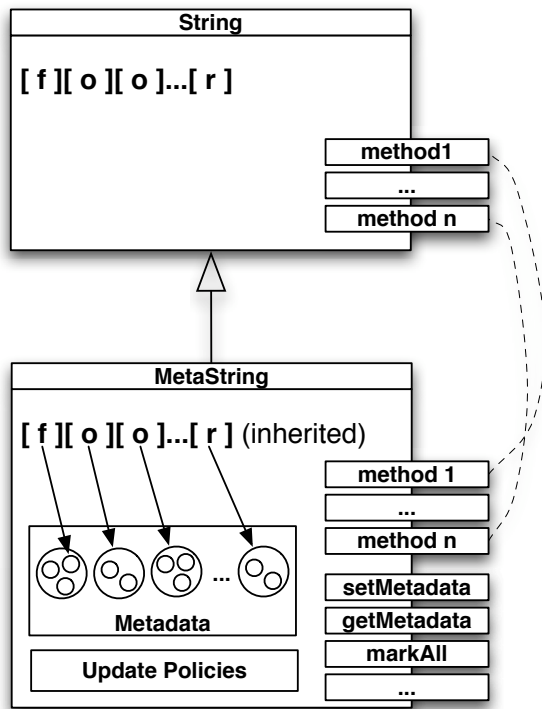 String
[ f ][ o ][ o ]...[ r ]
method1
...
method n
MetaString
[ f ][ o ][ o ]...[ r ] (inherited)
method 1
...
method n
...
Metadata
setMetadata
getMetadata
markAll
...
Update Policies